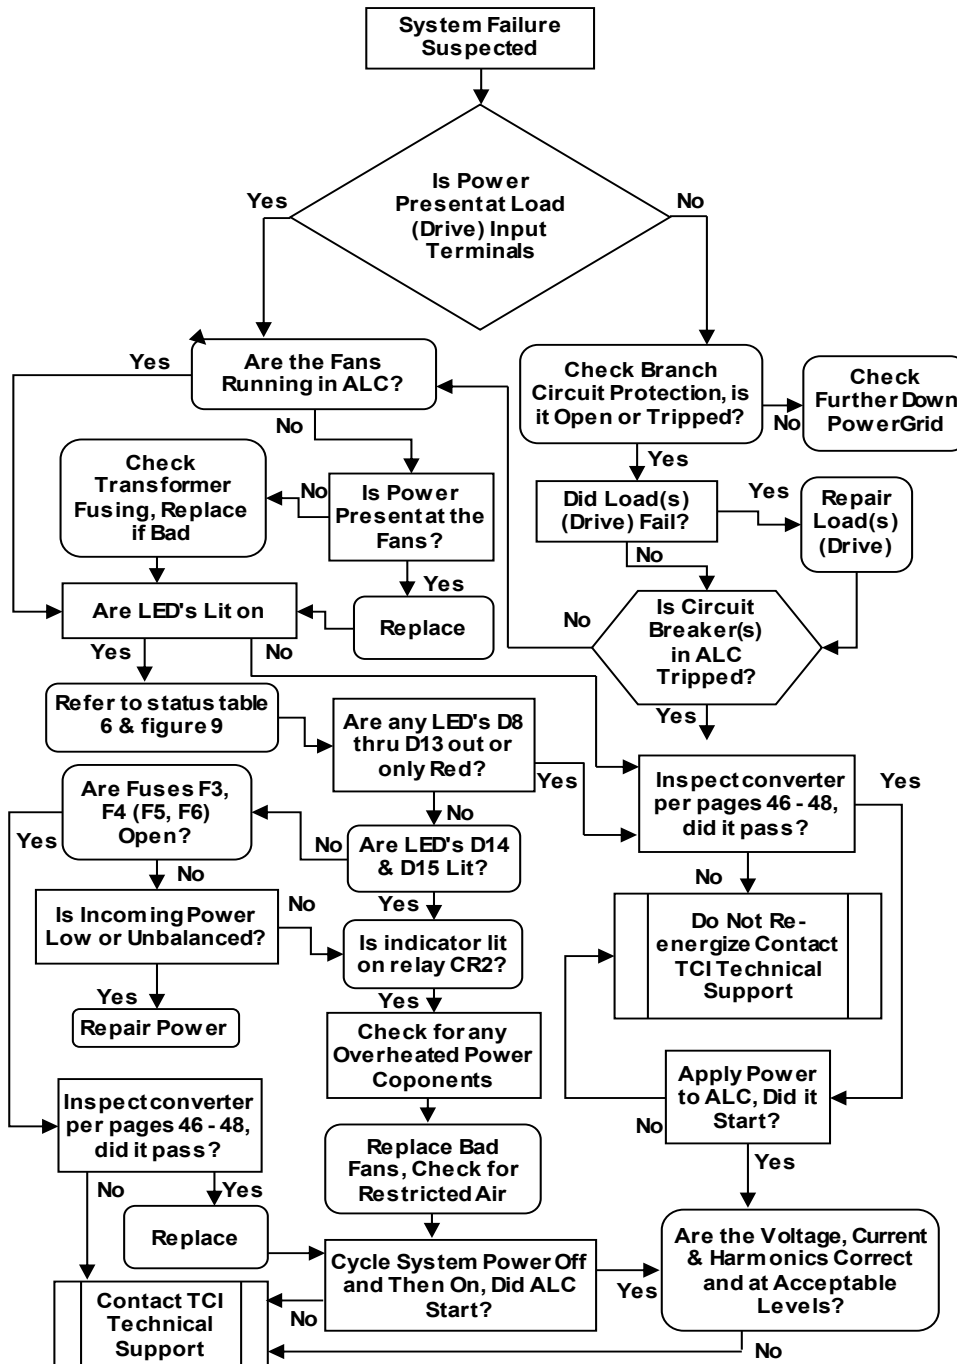 System Failure
Suspected
Is Power
Present at Load
(Drive) Input
Terminals
Yes
No
Are the Fans
Running in ALC?
Yes
No
Check Branch
Circuit Protection, is
it Open or Tripped?
No
Yes
Check
Further Down
Power Grid
Check
Transformer
Fusing, Replace
if Bad
No
Is Power
Present at the
Fans?
Yes
Did Load(s)
(Drive) Fail?
Yes
No
Repair
Load(s)
(Drive)
Are LED's Lit on
Yes
No
Replace
No
Is Circuit
Breaker(s)
in ALC
Tripped?
Yes
Refer to status table
6 & figure 9
Are any LED's D8
thru D13 out or
only Red?
Yes
No
Inspect converter
per pages 46 - 48,
did it pass?
Yes
No
Are Fuses F3,
F4 (F5, F6)
Open?
Yes
No
Are LED's D14
& D15 Lit?
No
Yes
Is Incoming Power
Low or Unbalanced?
No
Yes
Is indicator lit
on relay CR2?
Yes
Do Not Re-
energize Contact
TCI Technical
Support
Repair Power
Check for any
Overheated Power
Coponents
Apply Power
to ALC, Did it
Start?
No
Yes
Inspect converter
per pages 46 - 48,
did it pass?
No
Yes
Replace Bad
Fans, Check for
Restricted Air
Replace
Cycle System Power Off
and Then On, Did ALC
Start?
Yes
No
Are the Voltage, Current
& Harmonics Correct
and at Acceptable
Levels?
No
Contact TCI
Technical
Support